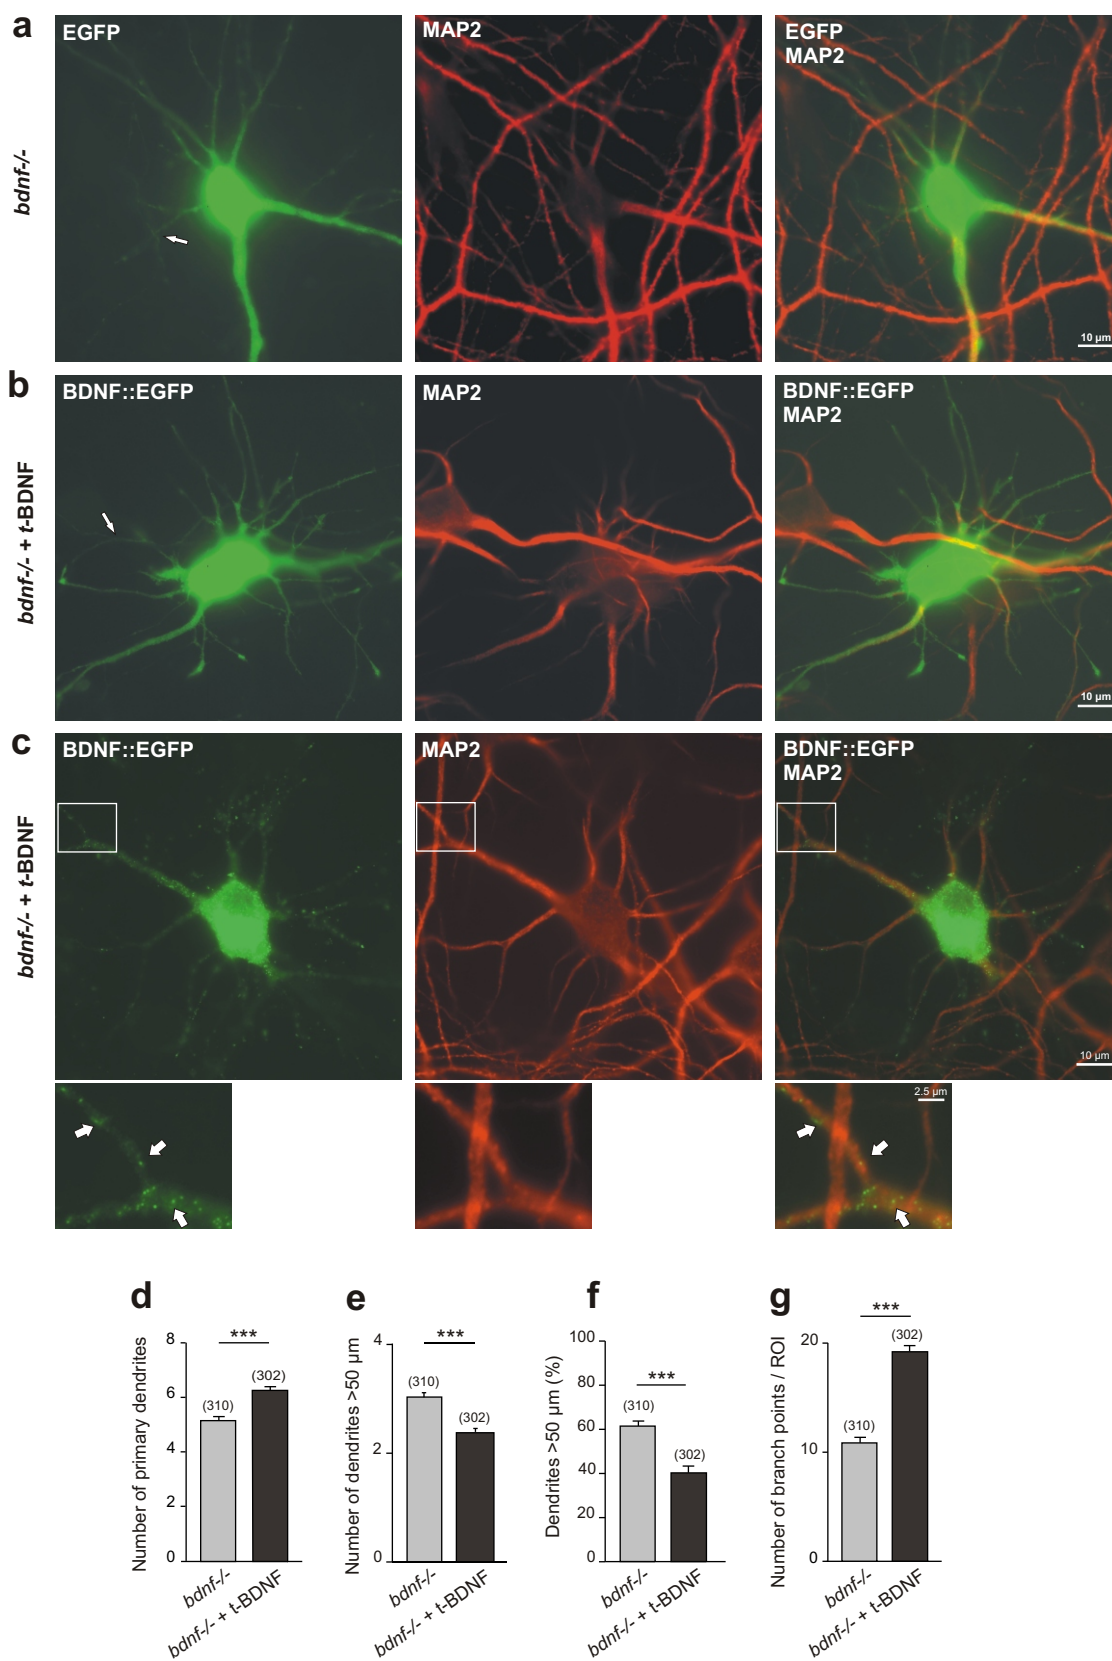 a
EGFP
MAP2
EGFP
MAP2
bdnf-/-
10 µm
b
BDNF::EGFP
MAP2
BDNF::EGFP
MAP2
bdnf-/- + t-BDNF
10 µm
c
BDNF::EGFP
MAP2
BDNF::EGFP
MAP2
bdnf-/- + t-BDNF
10 µm
2.5 µm
d
Number of primary dendrites
8
6
4
2
0
***
(310)
(302)
bdnf-/-
bdnf-/- + t-BDNF
e
Number of dendrites >50 µm
4
2
0
***
(310)
(302)
bdnf-/-
bdnf-/- + t-BDNF
f
Dendrites >50 µm (%)
100
80
60
40
20
0
***
(310)
(302)
bdnf-/-
bdnf-/- + t-BDNF
g
Number of branch points / ROI
20
10
0
***
(310)
(302)
bdnf-/-
bdnf-/- + t-BDNF